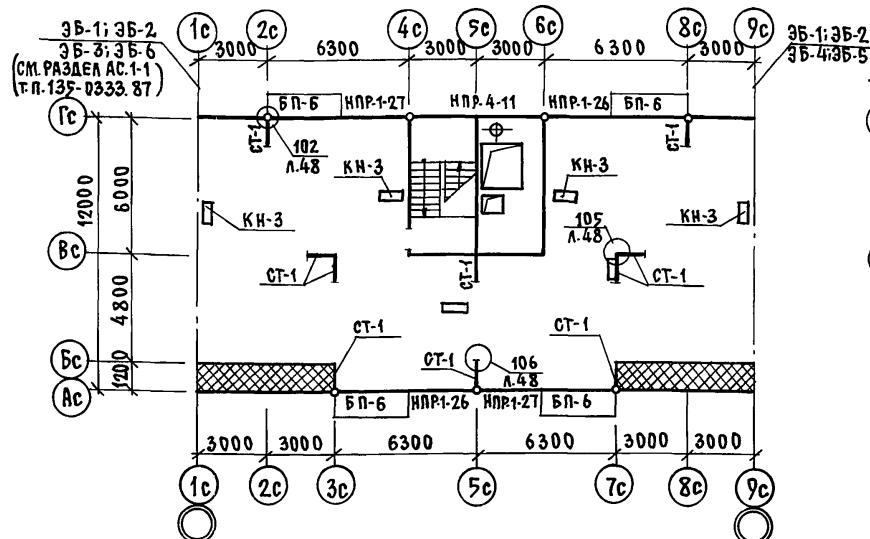 ЭБ-1; ЭБ-2
ЭБ-3; ЭБ-6
(СМ. РАЗДЕЛ АС.1-1
Т.П.135-0333.87)
1с 2с 4с 5с 6с 8с 9с
ЭБ-1; ЭБ-2
ЭБ-4; ЭБ-5
3000 6300 3000 3000 6300 3000
БП-6 НПР.1-27 НПР.4-11 НПР.1-26 БП-6
Гс
СТ-1
102
Л.48
СТ-1
КН-3
КН-3
12000
6000
КН-3
КН-3
105
Л.48
Вс
СТ-1
СТ-1
СТ-1
4800
СТ-1
СТ-1
СТ-1
106
Л.48
Бс
1200
Ас
БП-6 НПР.1-26 НПР.1-27 БП-6
3000 3000 6300 6300 3000 3000
1с 2с 3с 5с 7с 8с 9с